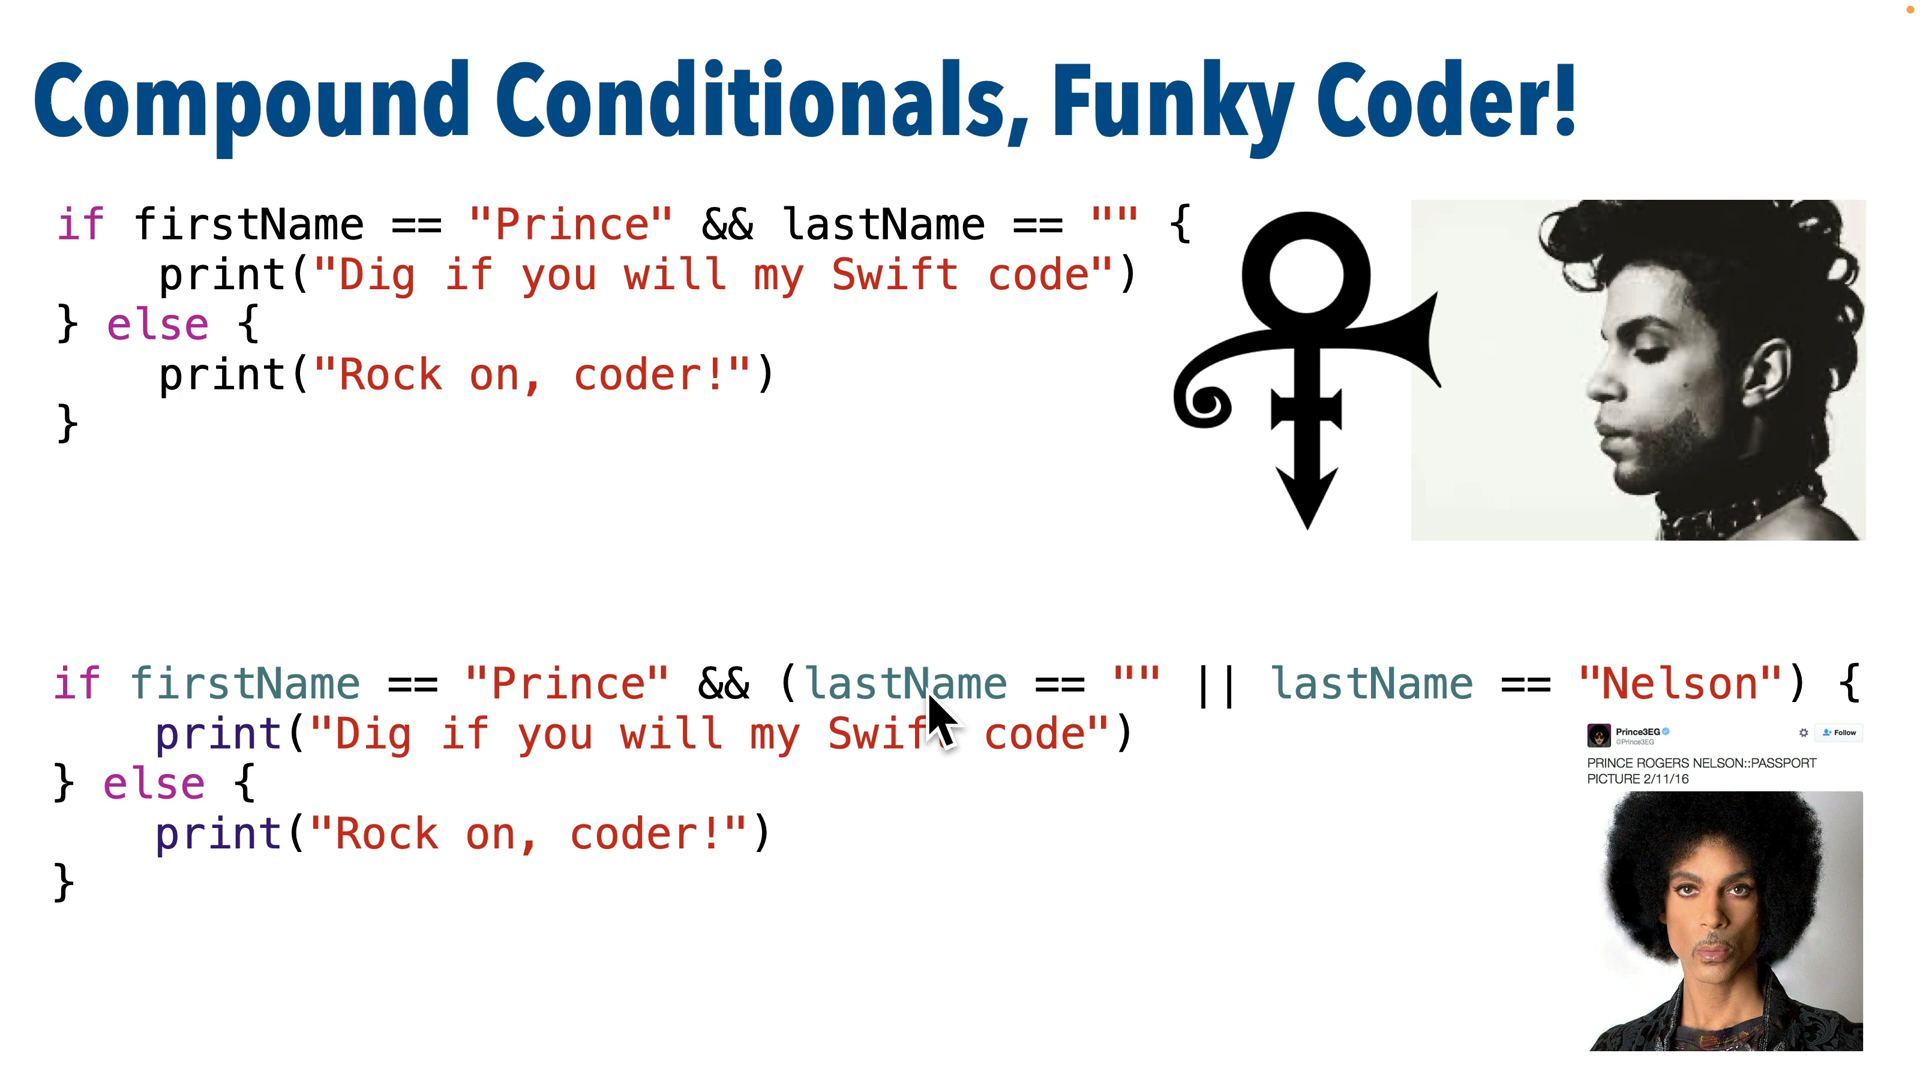 Compound Conditionals, Funky Coder!
if firstName == "Prince" && lastName == "" {
    print("Dig if you will my Swift code")
} else {
    print("Rock on, coder!")
}
if firstName == "Prince" && (lastName == "" || lastName == "Nelson") {
    print("Dig if you will my Swift code")
} else {
    print("Rock on, coder!")
}
Prince3EG
@Prince3EG
Follow
PRINCE ROGERS NELSON::PASSPORT
PICTURE 2/11/16